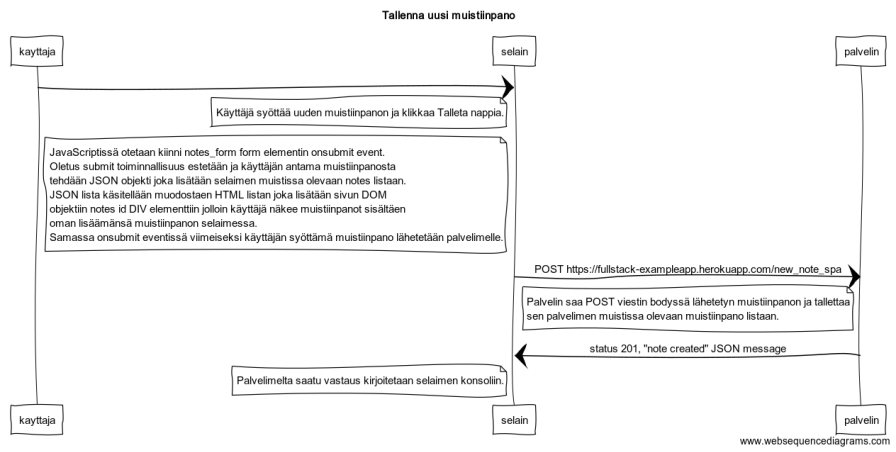 Tallenna uusi muistiinpano
kayttaja
selain
palvelin
Käyttäjä syöttää uuden muistiinpanon ja klikkaa Talleta nappia.
JavaScriptissä otetaan kiinni notes_form form elementin onsubmit event.
Oletus submit toiminnallisuus estetään ja käyttäjän antama muistiinpanosta
tehdään JSON objekti joka lisätään selaimen muistissa olevaan notes listaan.
JSON lista käsitellään muodostaen HTML listan joka lisätään sivun DOM
objektiin notes id DIV elementtiin jolloin käyttäjä näkee muistiinpanot sisältäen
oman lisäämänsä muistiinpanon selaimessa.
Samassa onsubmit eventissä viimeiseksi käyttäjän syöttämä muistiinpano lähetetään palvelimelle.
POST https://fullstack-exampleapp.herokuapp.com/new_note_spa
Palvelin saa POST viestin bodyssä lähetetyn muistiinpanon ja tallettaa
sen palvelimen muistissa olevaan muistiinpano listaan.
status 201, "note created" JSON message
Palvelimelta saatu vastaus kirjoitetaan selaimen konsoliin.
kayttaja
selain
palvelin
www.websequencediagrams.com